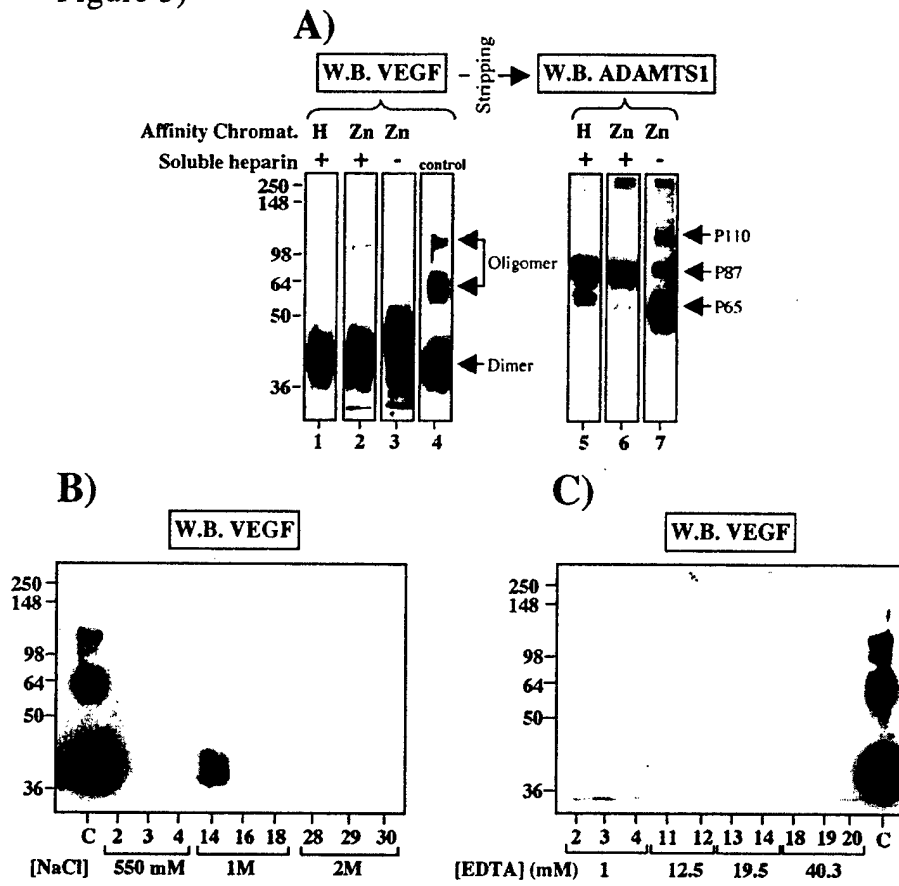 A)
W.B. VEGF
Stripping
W.B. ADAMTS1
Affinity Chromat. H Zn Zn H Zn Zn
Soluble heparin + + - control + + -
250
148
98
64
50
36
Oligomer
Dimer
P110
P87
P65
1 2 3 4 5 6 7
B)
W.B. VEGF
250
148
98
64
50
36
C 2 3 4 14 16 18 28 29 30
[NaCl] 550 mM 1M 2M
C)
W.B. VEGF
250
148
98
64
50
36
2 3 4 11 12 13 14 18 19 20 C
[EDTA] (mM) 1 12.5 19.5 40.3